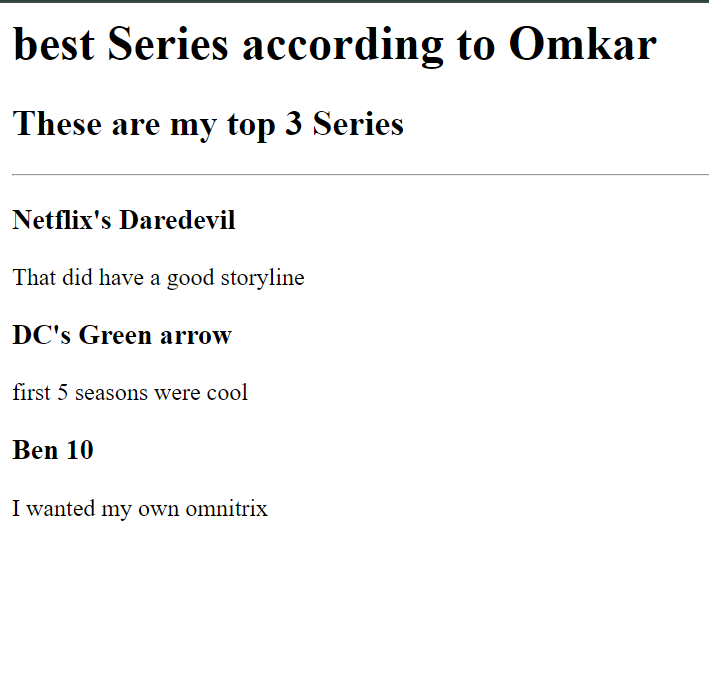 best Series according to Omkar
These are my top 3 Series
Netflix's Daredevil
That did have a good storyline
DC's Green arrow
first 5 seasons were cool
Ben 10
I wanted my own omnitrix